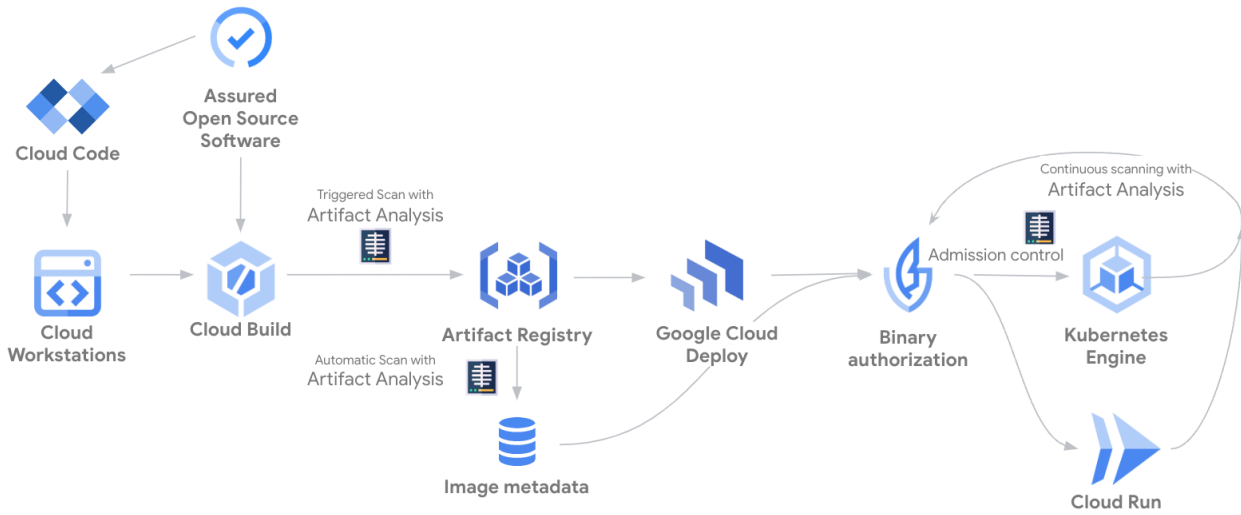 Assured
Open Source
Software
Cloud Code
Triggered Scan with
Artifact Analysis
Continuous scanning with
Artifact Analysis
Admission control
Cloud
Workstations
Cloud Build
Artifact Registry
Google Cloud
Deploy
Binary
authorization
Kubernetes
Engine
Automatic Scan with
Artifact Analysis
Image metadata
Cloud Run